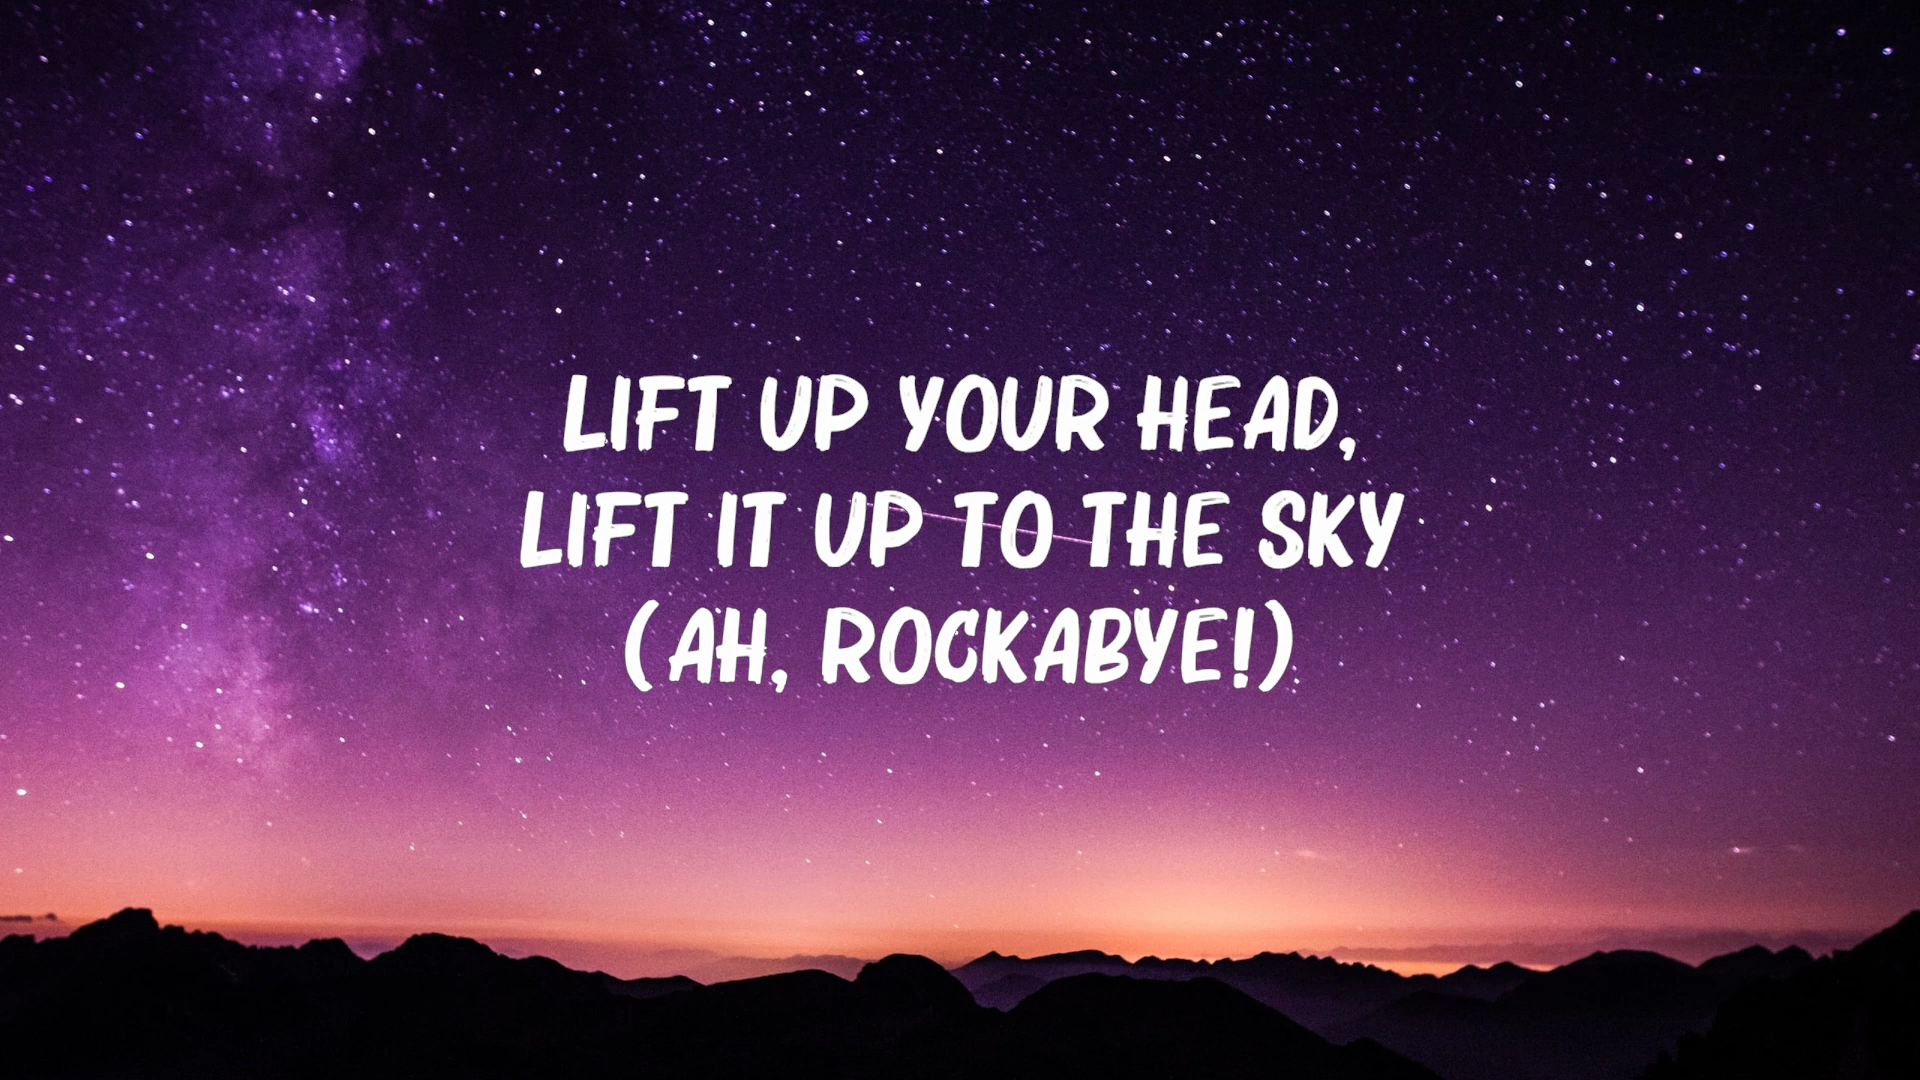 LIFT UP YOUR HEAD,
LIFT IT UP TO THE SKY
(AH, ROCKABYE!)